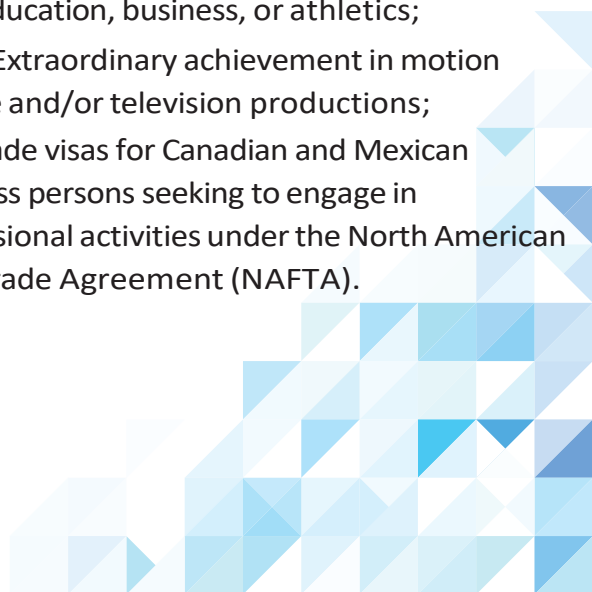 ducation, business, or athletics;
Extraordinary achievement in motion
e and/or television productions;
ade visas for Canadian and Mexican
ss persons seeking to engage in
sional activities under the North American
rade Agreement (NAFTA).